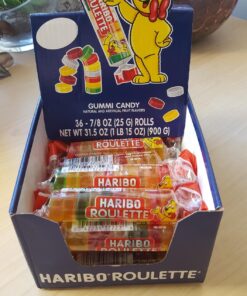 HARIBO
ROULETTE
GUMMI CANDY
NATURAL AND ARTIFICIAL FRUIT FLAVORS
36 - 7/8 OZ (25 G) ROLLS
NET WT 31.5 OZ (1 LB 15 OZ) (900 G)
ROULETTE
HARIBO
HARIBO
ROULETTE
HARIBO
ROULETTE
HARIBO ROULETTE